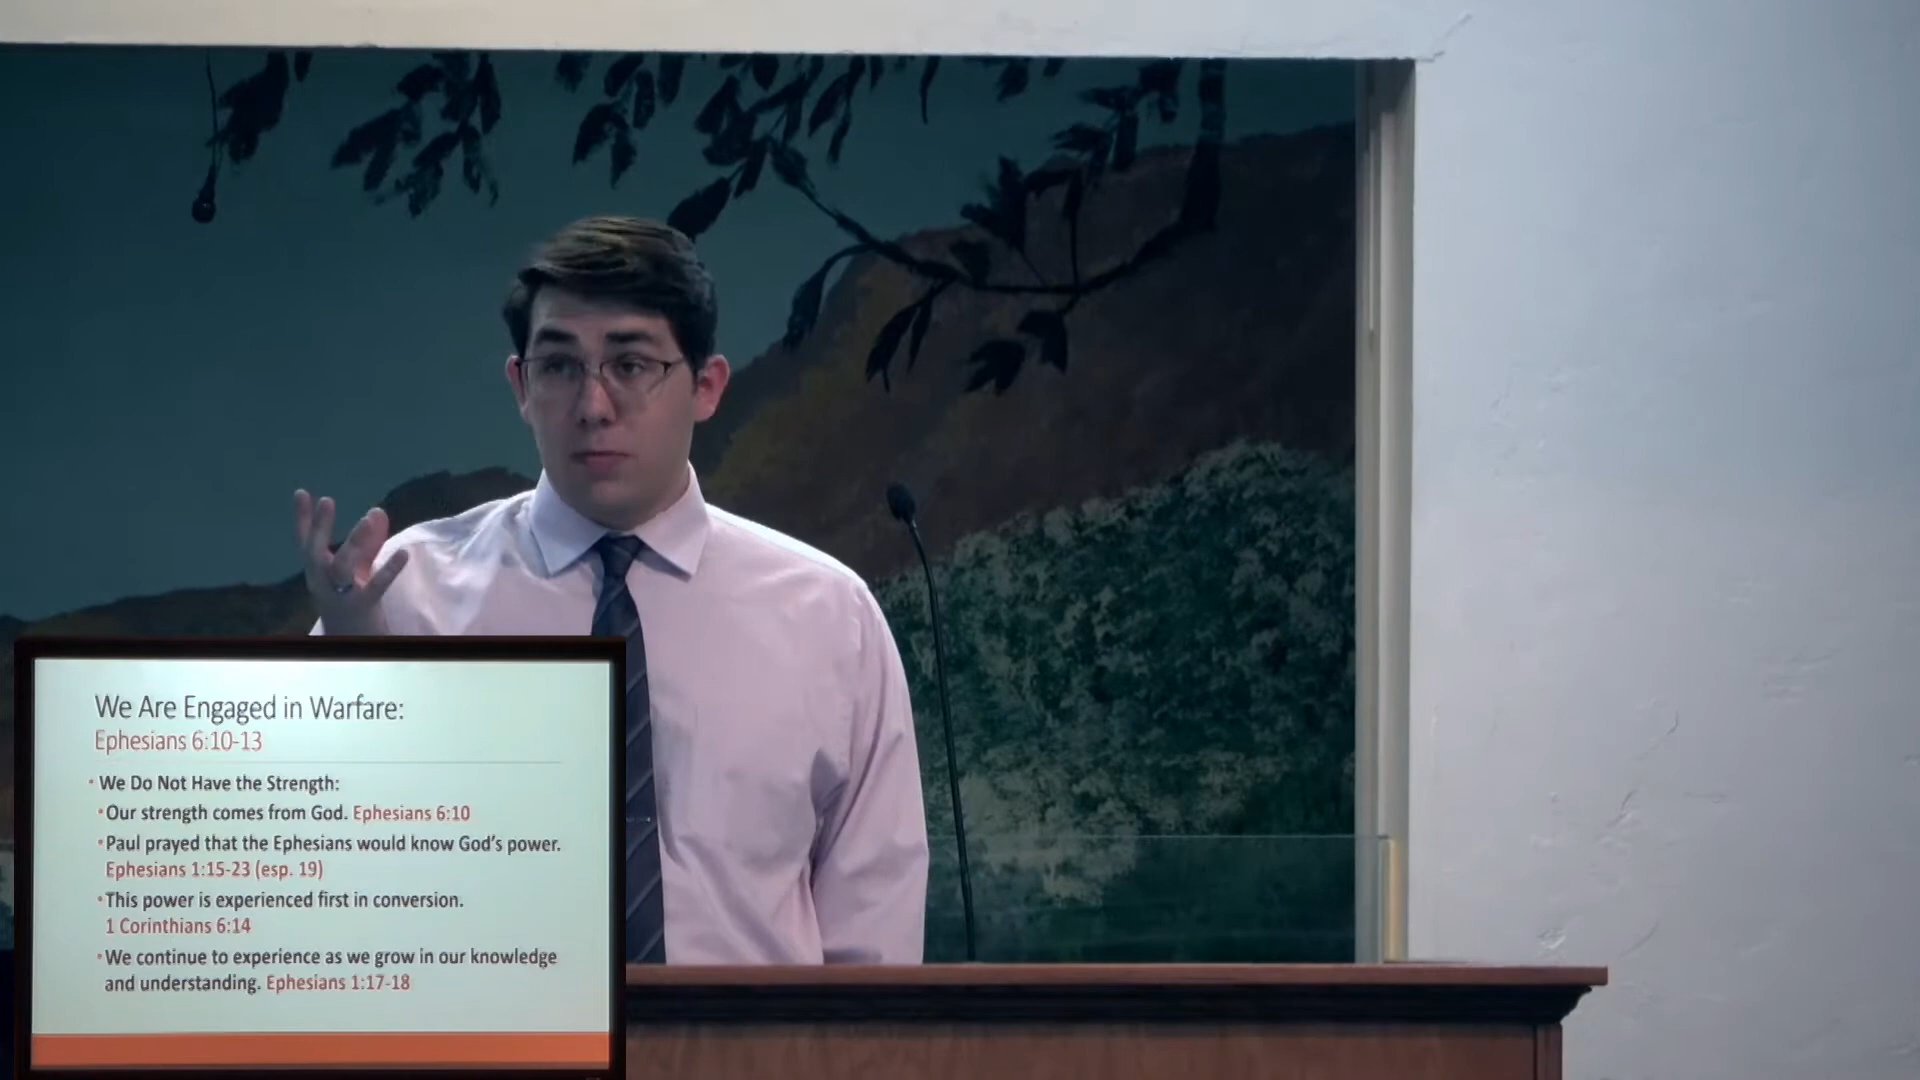 We Are Engaged in Warfare:
Ephesians 6:10-13
• We Do Not Have the Strength:
• Our strength comes from God. Ephesians 6:10
• Paul prayed that the Ephesians would know God's power.
Ephesians 1:15-23 (esp. 19)
• This power is experienced first in conversion.
1 Corinthians 6:14
• We continue to experience as we grow in our knowledge
and understanding. Ephesians 1:17-18